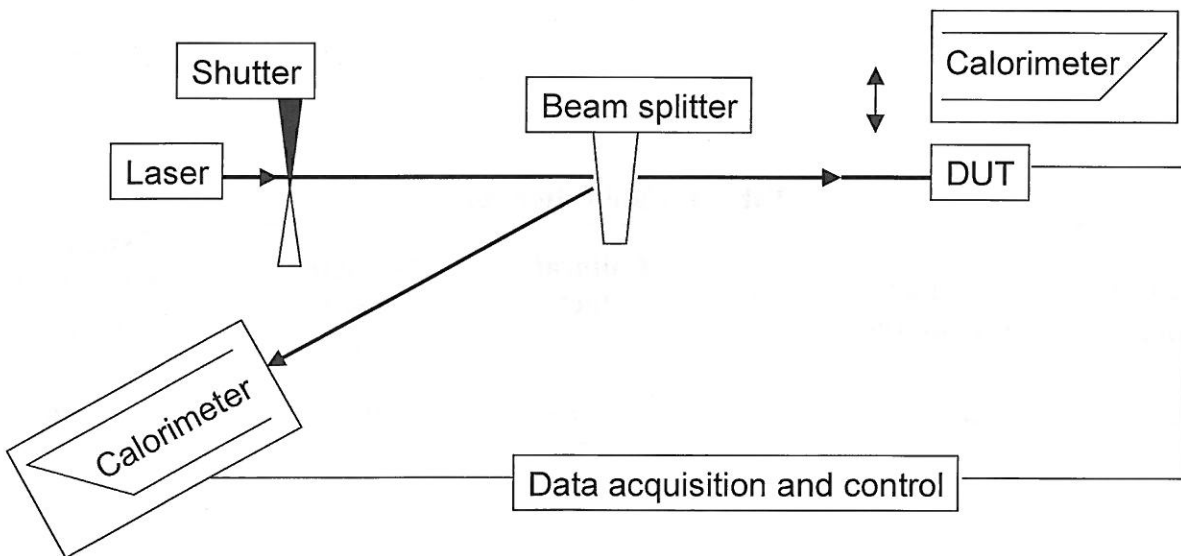 Shutter
Calorimeter
Beam splitter
Laser
DUT
Calorimeter
Data acquisition and control